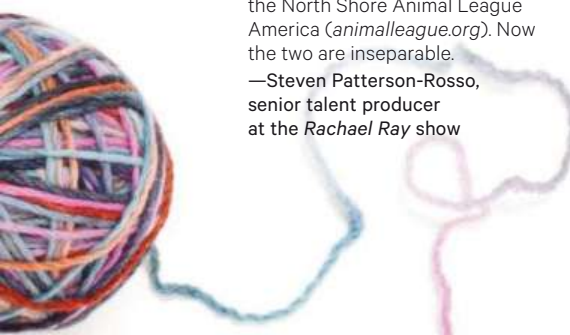 the North Shore Animal League
America (animalleague.org). Now
the two are inseparable.
—Steven Patterson-Rosso,
senior talent producer
at the Rachael Ray show